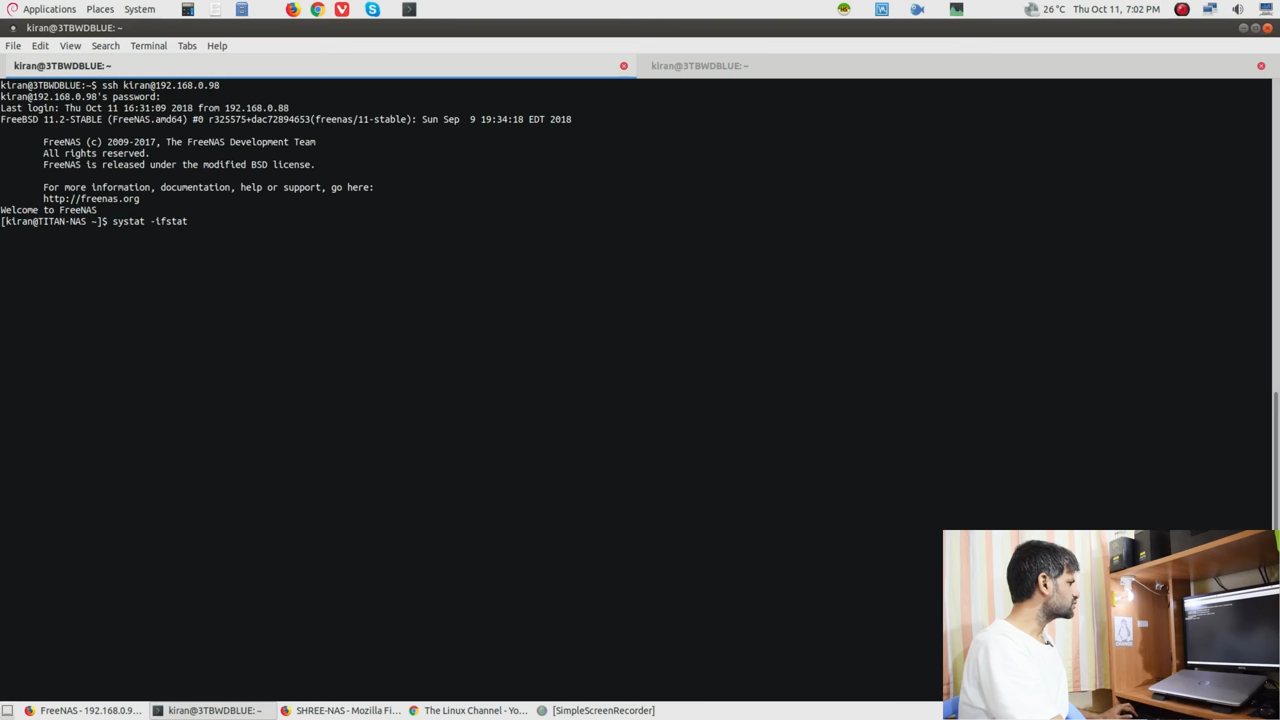 Applications Places System
26 °C Thu Oct 11, 7:02 PM
kiran@3TBWDBLUE: ~
File Edit View Search Terminal Tabs Help
kiran@3TBWDBLUE: ~
kiran@3TBWDBLUE: ~
kiran@3TBWDBLUE:~$ ssh kiran@192.168.0.98
kiran@192.168.0.98's password:
Last login: Thu Oct 11 16:31:09 2018 from 192.168.0.88
FreeBSD 11.2-STABLE (FreeNAS.amd64) #0 r325575+dac72894653(freenas/11-stable): Sun Sep  9 19:34:18 EDT 2018
FreeNAS (c) 2009-2017, The FreeNAS Development Team
All rights reserved.
FreeNAS is released under the modified BSD license.
For more information, documentation, help or support, go here:
http://freenas.org
Welcome to FreeNAS
[kiran@TITAN-NAS ~]$ systat -ifstat
FreeNAS - 192.168.0.9... kiran@3TBWDBLUE: ~ SHREE-NAS - Mozilla Fi... The Linux Channel - Yo... [SimpleScreenRecorder]